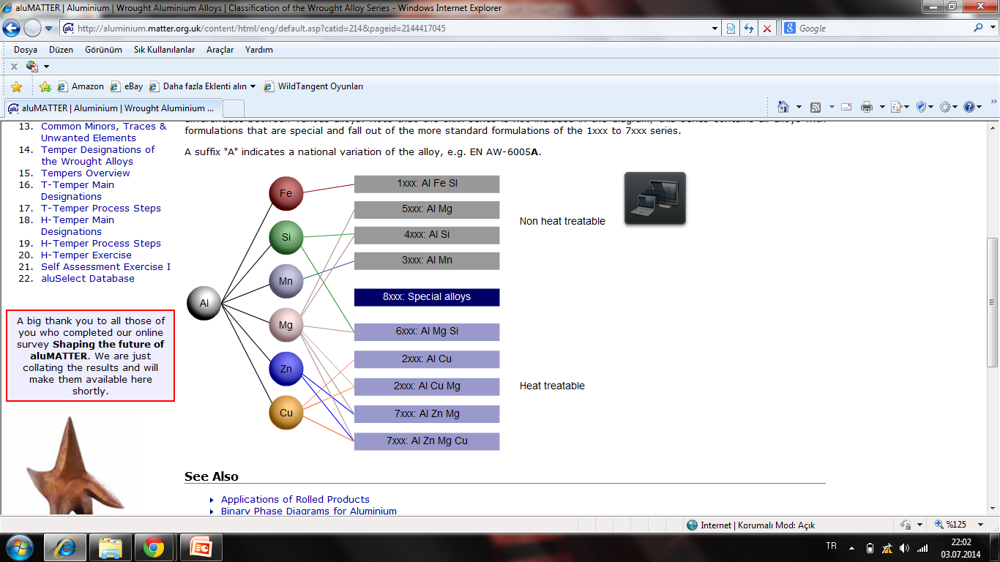 aluMATTER | Aluminium | Wrought Aluminium Alloys | Classification of the Wrought Alloy Series - Windows Internet Explorer
http://aluminium.matter.org.uk/content/html/eng/default.asp?catid=214&pageid=2144417045
Google
Dosya Düzen Görünüm Sık Kullanılanlar Araçlar Yardım
Amazon eBay Daha fazla Eklenti alın WildTangent Oyunları
aluMATTER | Aluminium | Wrought Aluminium ...
formulations that are special and fall out of the more standard formulations of the 1xxx to 7xxx series.
A suffix "A" indicates a national variation of the alloy, e.g. EN AW-6005A.
13. Common Minors, Traces &
Unwanted Elements
14. Temper Designations of
the Wrought Alloys
15. Tempers Overview
16. T-Temper Main
Designations
17. T-Temper Process Steps
18. H-Temper Main
Designations
19. H-Temper Process Steps
20. H-Temper Exercise
21. Self Assessment Exercise I
22. aluSelect Database
A big thank you to all those of
you who completed our online
survey Shaping the future of
aluMATTER. We are just
collating the results and will
make them available here
shortly.
Al
Fe
Si
Mn
Mg
Zn
Cu
1xxx: Al Fe SI
5xxx: Al Mg
4xxx: Al Si
3xxx: Al Mn
8xxx: Special alloys
6xxx: Al Mg Si
2xxx: Al Cu
2xxx: Al Cu Mg
7xxx: Al Zn Mg
7xxx: Al Zn Mg Cu
Non heat treatable
Heat treatable
See Also
Applications of Rolled Products
Binary Phase Diagrams for Aluminium
Internet | Korumalı Mod: Açık
%125
TR
22:02
03.07.2014